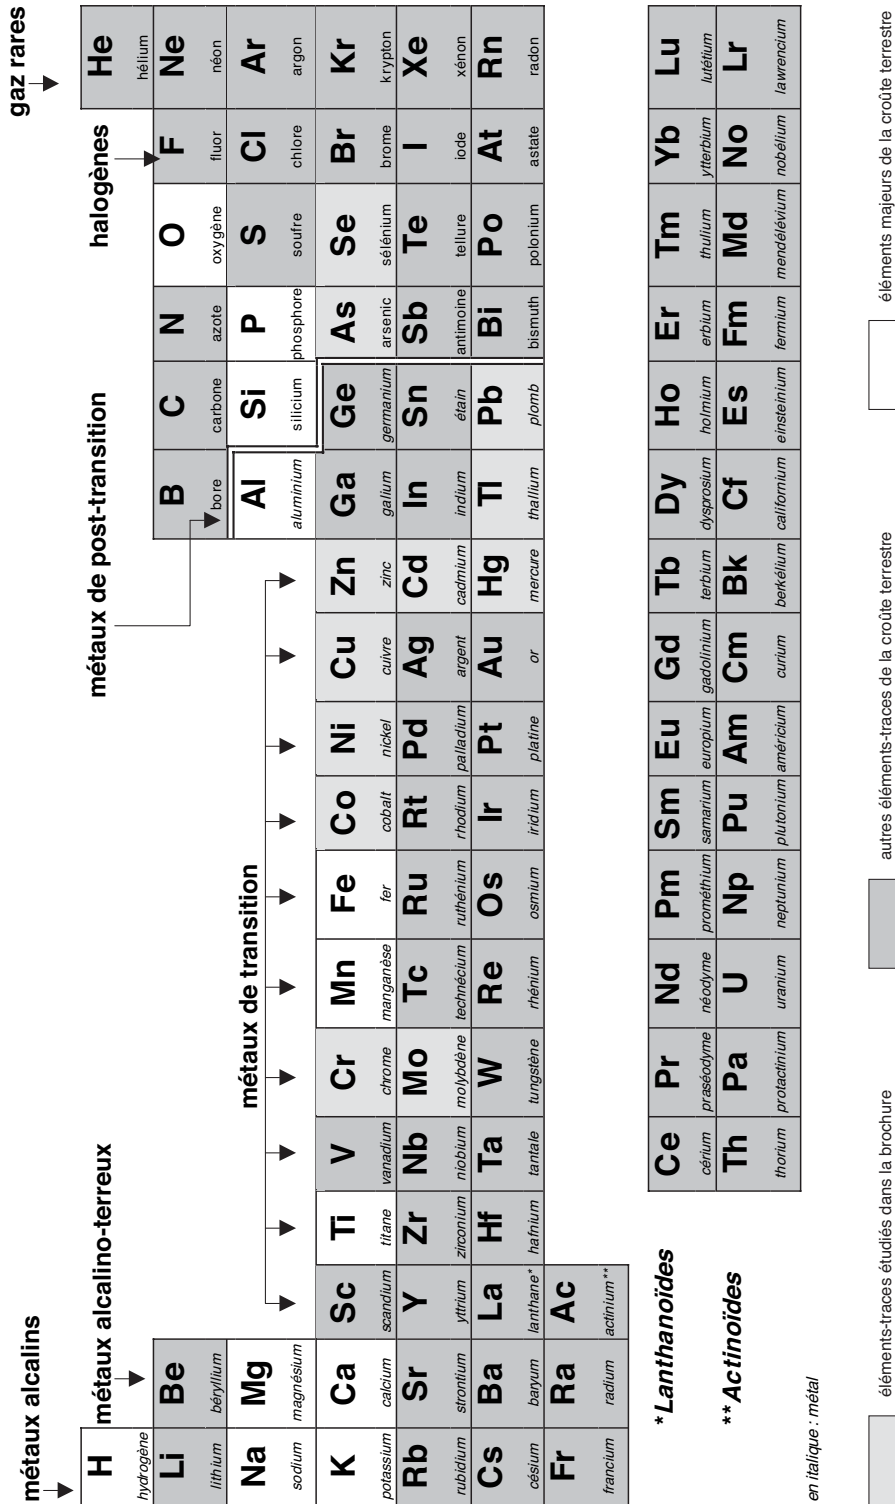 métaux alcalins
métaux alcalino-terreux
métaux de transition
métaux de post-transition
halogènes
gaz rares
H hydrogène
He hélium
Li lithium
Be béryllium
B bore
C carbone
N azote
O oxygène
F fluor
Ne néon
Na sodium
Mg magnésium
Al aluminium
Si silicium
P phosphore
S soufre
Cl chlore
Ar argon
K potassium
Ca calcium
Sc scandium
Ti titane
V vanadium
Cr chrome
Mn manganèse
Fe fer
Co cobalt
Ni nickel
Cu cuivre
Zn zinc
Ga galium
Ge germanium
As arsenic
Se sélénium
Br brome
Kr krypton
Rb rubidium
Sr strontium
Y yttrium
Zr zirconium
Nb niobium
Mo molybdène
Tc technécium
Ru ruthénium
Rt rhodium
Pd palladium
Ag argent
Cd cadmium
In indium
Sn étain
Sb antimoine
Te tellure
I iode
Xe xénon
Cs césium
Ba baryum
La lanthane*
Hf hafnium
Ta tantale
W tungstène
Re rhénium
Os osmium
Ir iridium
Pt platine
Au or
Hg mercure
Tl thallium
Pb plomb
Bi bismuth
Po polonium
At astate
Rn radon
Fr francium
Ra radium
Ac actinium**
*Lanthanoïdes
Ce cérium
Pr praséodyme
Nd néodyme
Pm prométhium
Sm samarium
Eu europium
Gd gadolinium
Tb terbium
Dy dysprosium
Ho holmium
Er erbium
Tm thulium
Yb ytterbium
Lu lutétium
**Actinoïdes
Th thorium
Pa protactinium
U uranium
Np neptunium
Pu plutonium
Am américium
Cm curium
Bk berkélium
Cf californium
Es einsteinium
Fm fermium
Md mendélévium
No nobélium
Lr lawrencium
en italique : métal
éléments-traces étudiés dans la brochure
autres éléments-traces de la croûte terrestre
éléments majeurs de la croûte terrestre